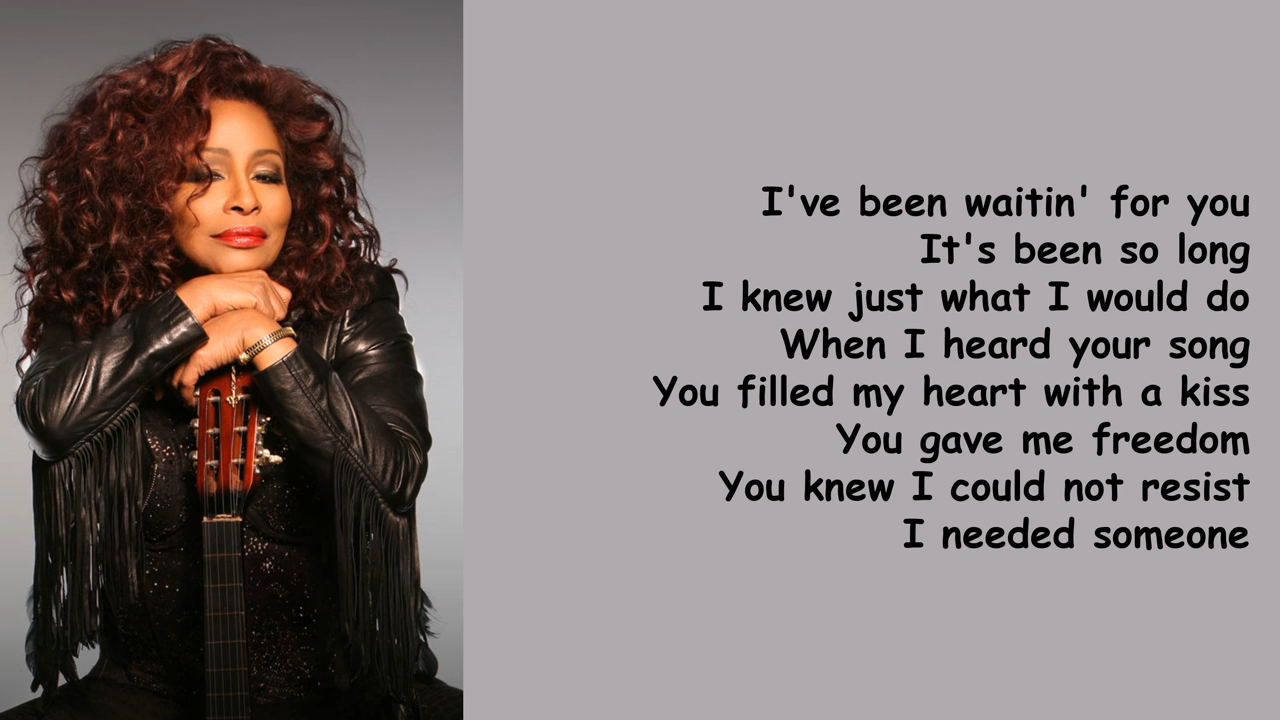 I've been waitin' for you
It's been so long
I knew just what I would do
When I heard your song
You filled my heart with a kiss
You gave me freedom
You knew I could not resist
I needed someone